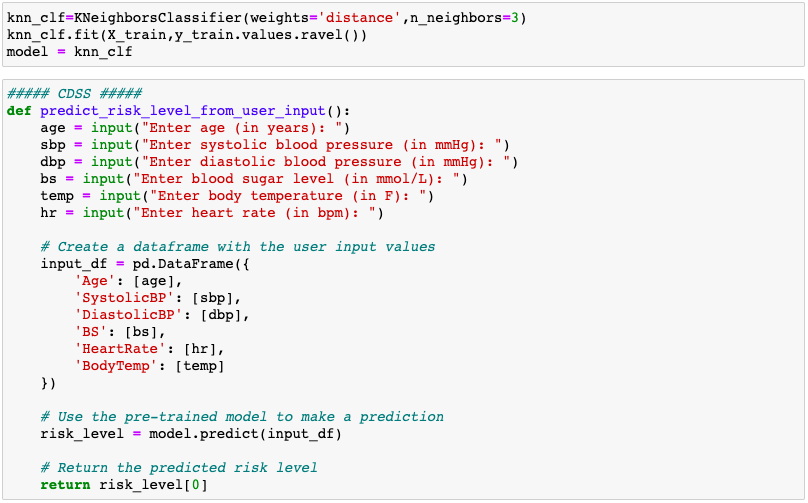 knn_clf=KNeighborsClassifier(weights='distance',n_neighbors=3)
knn_clf.fit(X_train,y_train.values.ravel())
model = knn_clf
##### CDSS #####
def predict_risk_level_from_user_input():
    age = input("Enter age (in years): ")
    sbp = input("Enter systolic blood pressure (in mmHg): ")
    dbp = input("Enter diastolic blood pressure (in mmHg): ")
    bs = input("Enter blood sugar level (in mmol/L): ")
    temp = input("Enter body temperature (in F): ")
    hr = input("Enter heart rate (in bpm): ")
    # Create a dataframe with the user input values
    input_df = pd.DataFrame({
        'Age': [age],
        'SystolicBP': [sbp],
        'DiastolicBP': [dbp],
        'BS': [bs],
        'HeartRate': [hr],
        'BodyTemp': [temp]
    })
    # Use the pre-trained model to make a prediction
    risk_level = model.predict(input_df)
    # Return the predicted risk level
    return risk_level[0]